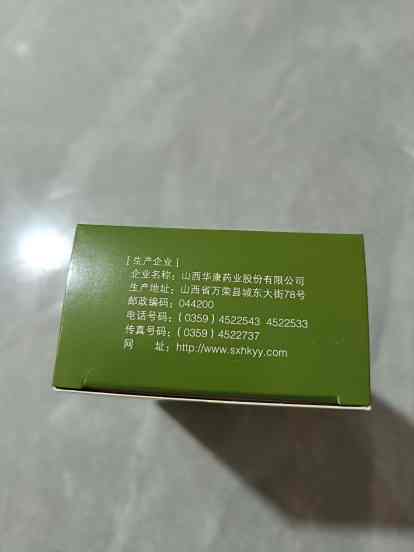 [生产企业]
企业名称：山西华康药业股份有限公司
生产地址：山西省万荣县城东大街78号
邮政编码：044200
电话号码：(0359) 4522543 4522533
传真号码：(0359) 4522737
网 址：http://www.sxhkyy.com